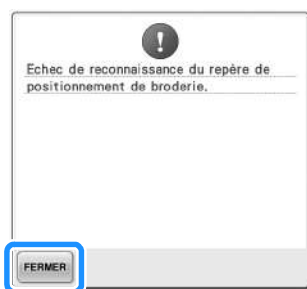 Echec de reconnaissance du repère de
positionnement de broderie.
FERMER